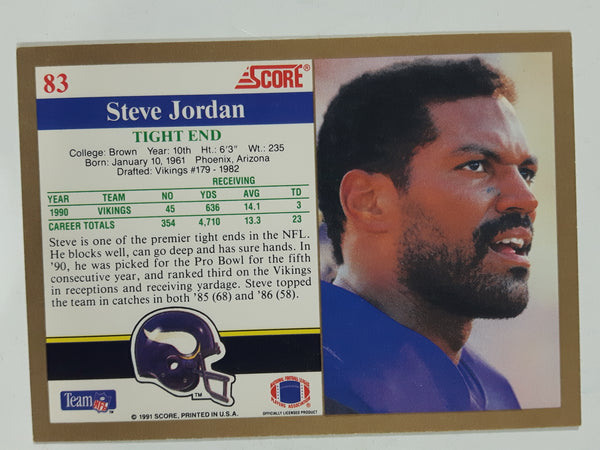 83
SCORE®
Steve Jordan
TIGHT END
College: Brown Year: 10th Ht.: 6'3" Wt.: 235
Born: January 10, 1961 Phoenix, Arizona
Drafted: Vikings #179 - 1982
RECEIVING
YEAR TEAM NO YDS AVG TD
1990 VIKINGS 45 636 14.1 3
CAREER TOTALS 354 4,710 13.3 23
Steve is one of the premier tight ends in the NFL.
He blocks well, can go deep and has sure hands. In
'90, he was picked for the Pro Bowl for the fifth
consecutive year, and ranked third on the Vikings
in receptions and receiving yardage. Steve topped
the team in catches in both '85 (68) and '86 (58).
TM
Team NFL
© 1991 SCORE, PRINTED IN U.S.A.
NATIONAL FOOTBALL LEAGUE
PLAYERS ASSOCIATION
OFFICIALLY LICENSED PRODUCT